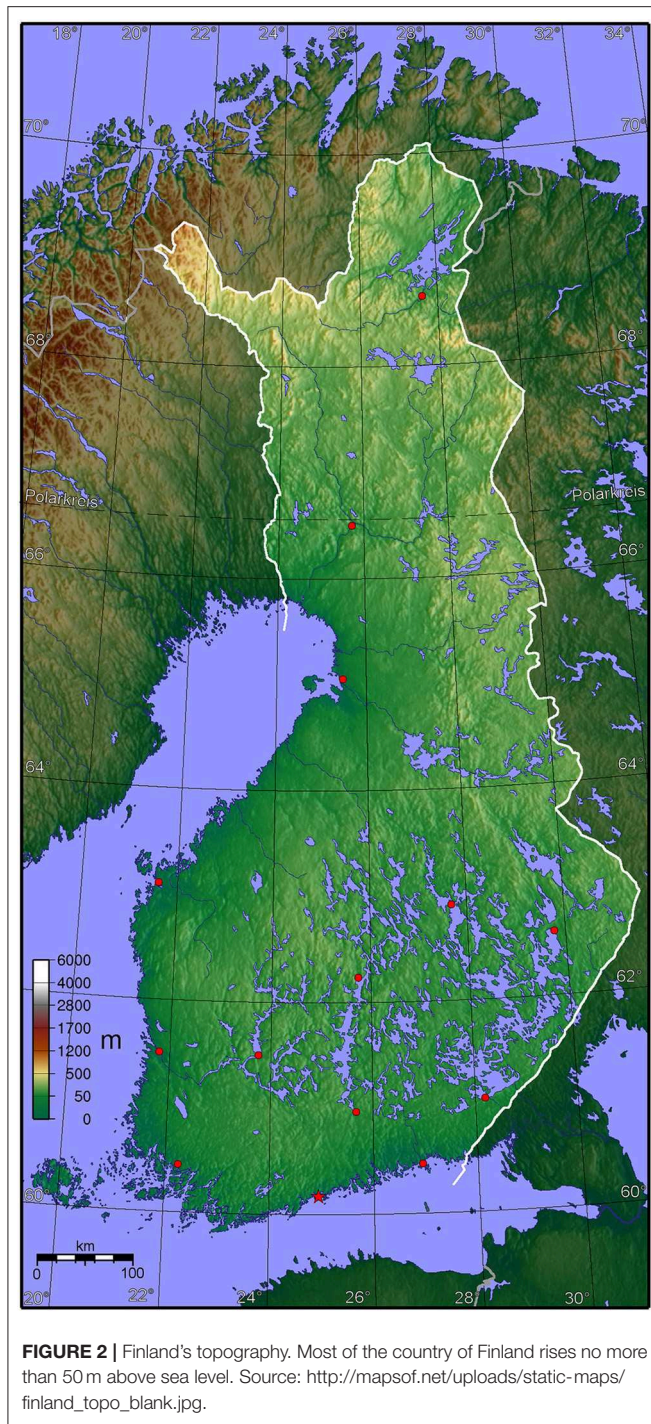 18° 20° 22° 24° 26° 28° 30° 32° 34°
70° 70°
68° 68°
Polarkreis Polarkreis
66° 66°
64° 64°
6000
4000
2800
1700
1200
500
50
0
m
62°
60° 60°
km
0 100
20° 22° 24° 26° 28° 30°
FIGURE 2 | Finland's topography. Most of the country of Finland rises no more
than 50 m above sea level. Source: http://mapsof.net/uploads/static-maps/
finland_topo_blank.jpg.